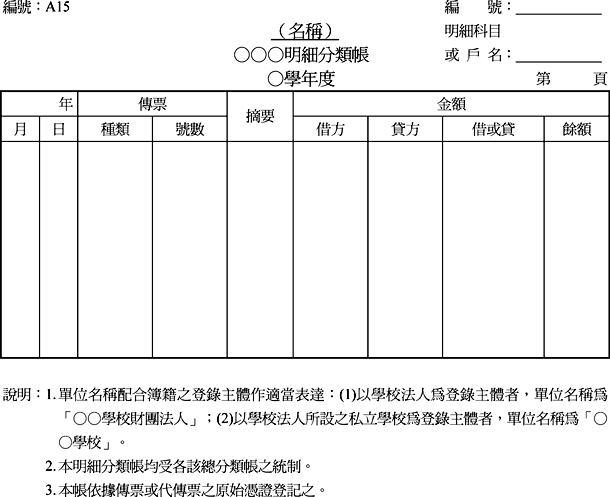 編號：A15
編　　號：
（名稱）
明細科目
○○○明細分類帳
或 戶 名：
○學年度
第　　頁
年　傳票　摘要　金額
月　日　種類　號數　借方　貸方　借或貸　餘額
說明：1.單位名稱配合簿籍之登錄主體作適當表達：(1)以學校法人為登錄主體者，單位名稱為
「○○學校財團法人」；(2)以學校法人所設之私立學校為登錄主體者，單位名稱為「○
○學校」。
2.本明細分類帳均受各該總分類帳之統制。
3.本帳依據傳票或代傳票之原始憑證登記之。